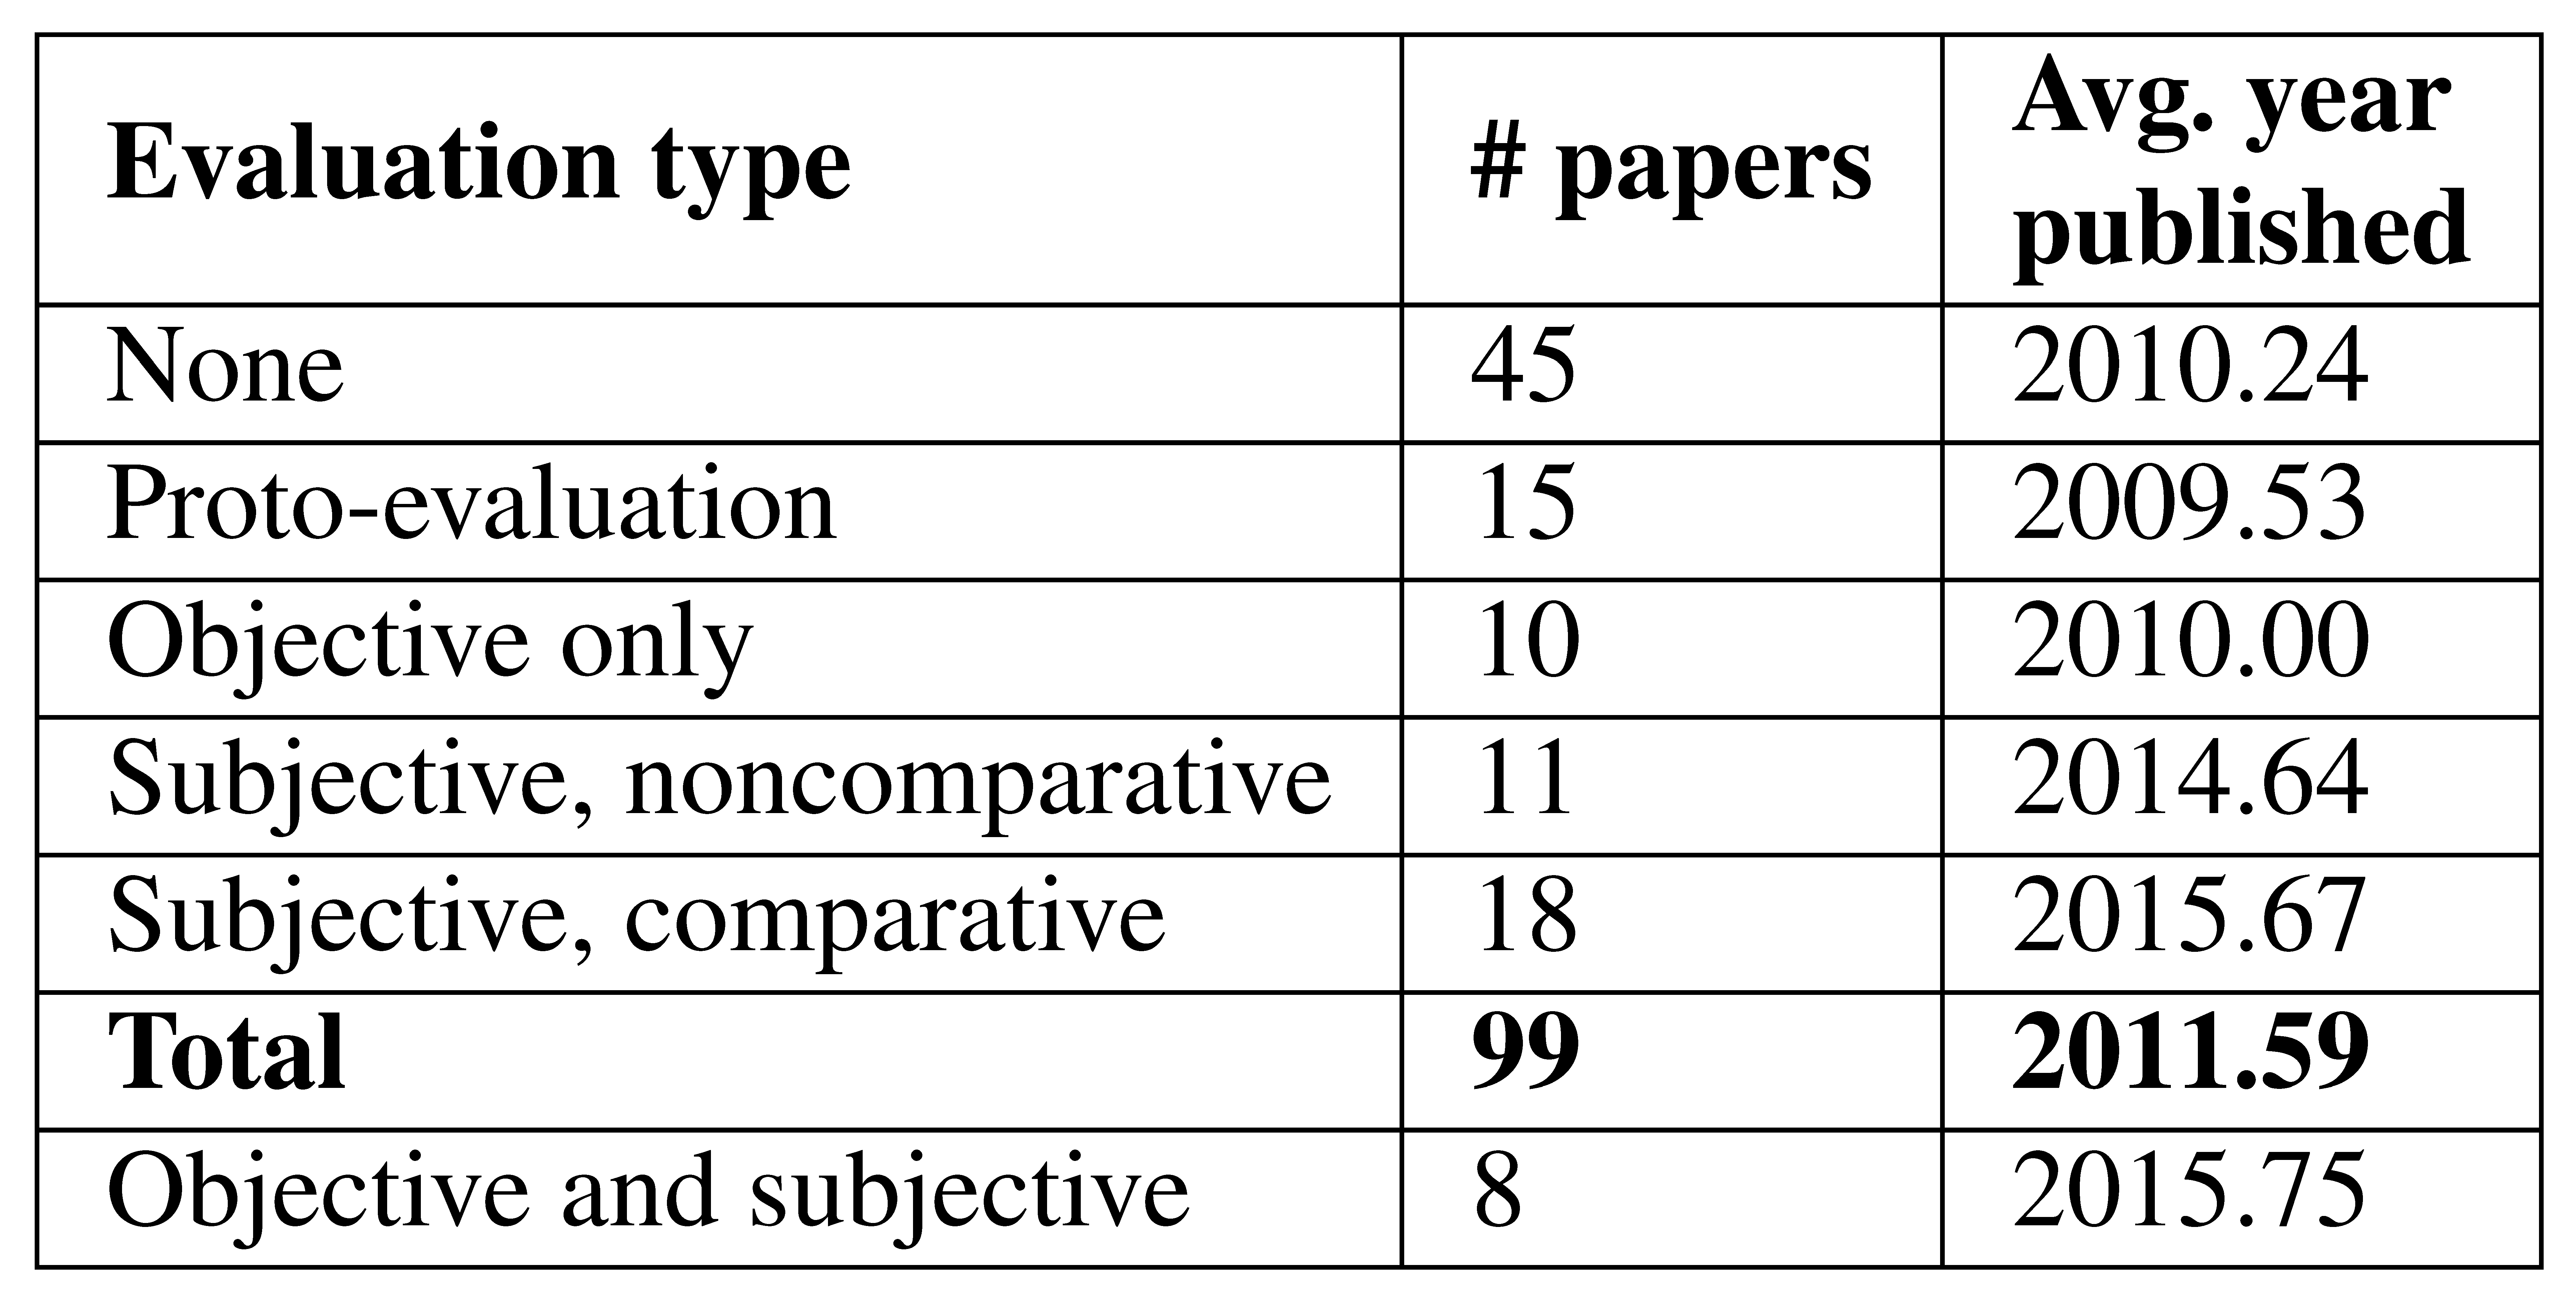 Evaluation type # papers Avg. year published
None 45 2010.24
Proto-evaluation 15 2009.53
Objective only 10 2010.00
Subjective, noncomparative 11 2014.64
Subjective, comparative 18 2015.67
Total 99 2011.59
Objective and subjective 8 2015.75